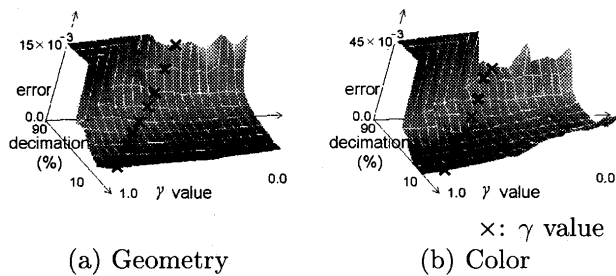 15×10⁻³
error
0.0
90
decimation
(%)
10
1.0
γ value
0.0
45×10⁻³
error
0.0
90
decimation
(%)
10
1.0
γ value
0.0
×: γ value
(a) Geometry
(b) Color